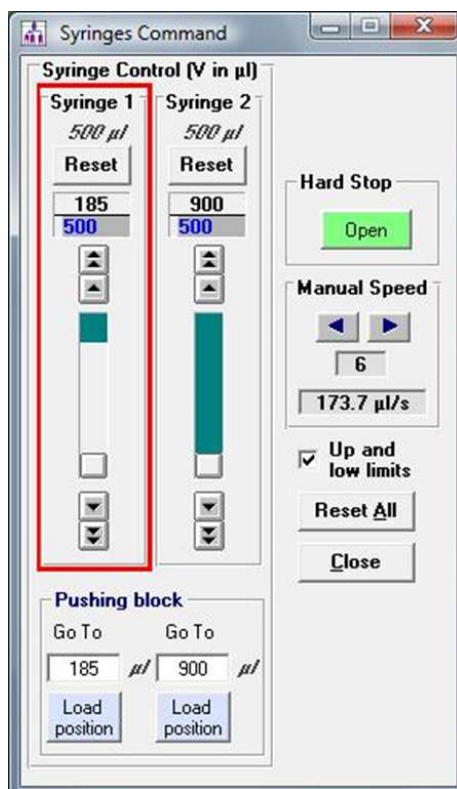 Syringes Command
Syringe Control (V in µl)
Syringe 1 Syringe 2
500 µl 500 µl
Reset Reset
185 900
500 500
Hard Stop
Open
Manual Speed
6
173.7 µl/s
Up and
low limits
Reset All
Close
Pushing block
Go To Go To
185 µl 900 µl
Load Load
position position